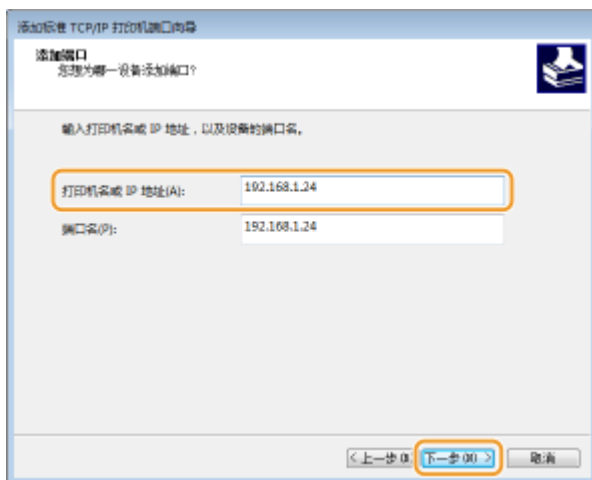 添加标准 TCP/IP 打印机端口向导
添加端口
您想为哪一设备添加端口?
输入打印机名或 IP 地址，以及设备的端口名。
打印机名或 IP 地址(A): 192.168.1.24
端口名(P): 192.168.1.24
<上一步(B) 下一步(N) > 取消